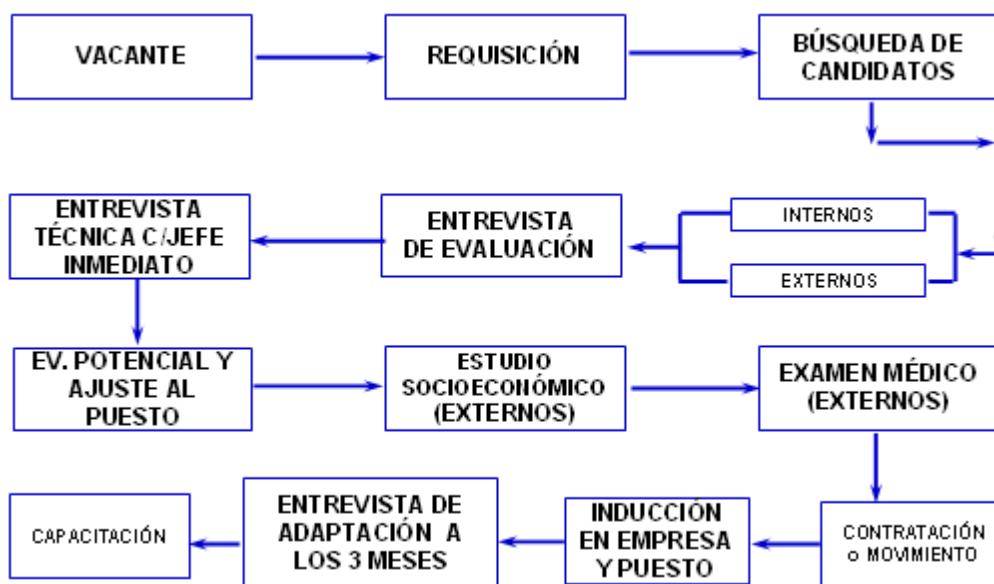 VACANTE
REQUISICIÓN
BÚSQUEDA DE
CANDIDATOS
ENTREVISTA
TÉCNICA C/JEFE
INMEDIATO
ENTREVISTA
DE EVALUACIÓN
INTERNOS
EXTERNOS
EV. POTENCIAL Y
AJUSTE AL
PUESTO
ESTUDIO
SOCIOECONÓMICO
(EXTERNOS)
EXAMEN MÉDICO
(EXTERNOS)
CAPACITACIÓN
ENTREVISTA DE
ADAPTACIÓN A
LOS 3 MESES
INDUCCIÓN
EN EMPRESA
Y PUESTO
CONTRATACIÓN
o MOVIMIENTO